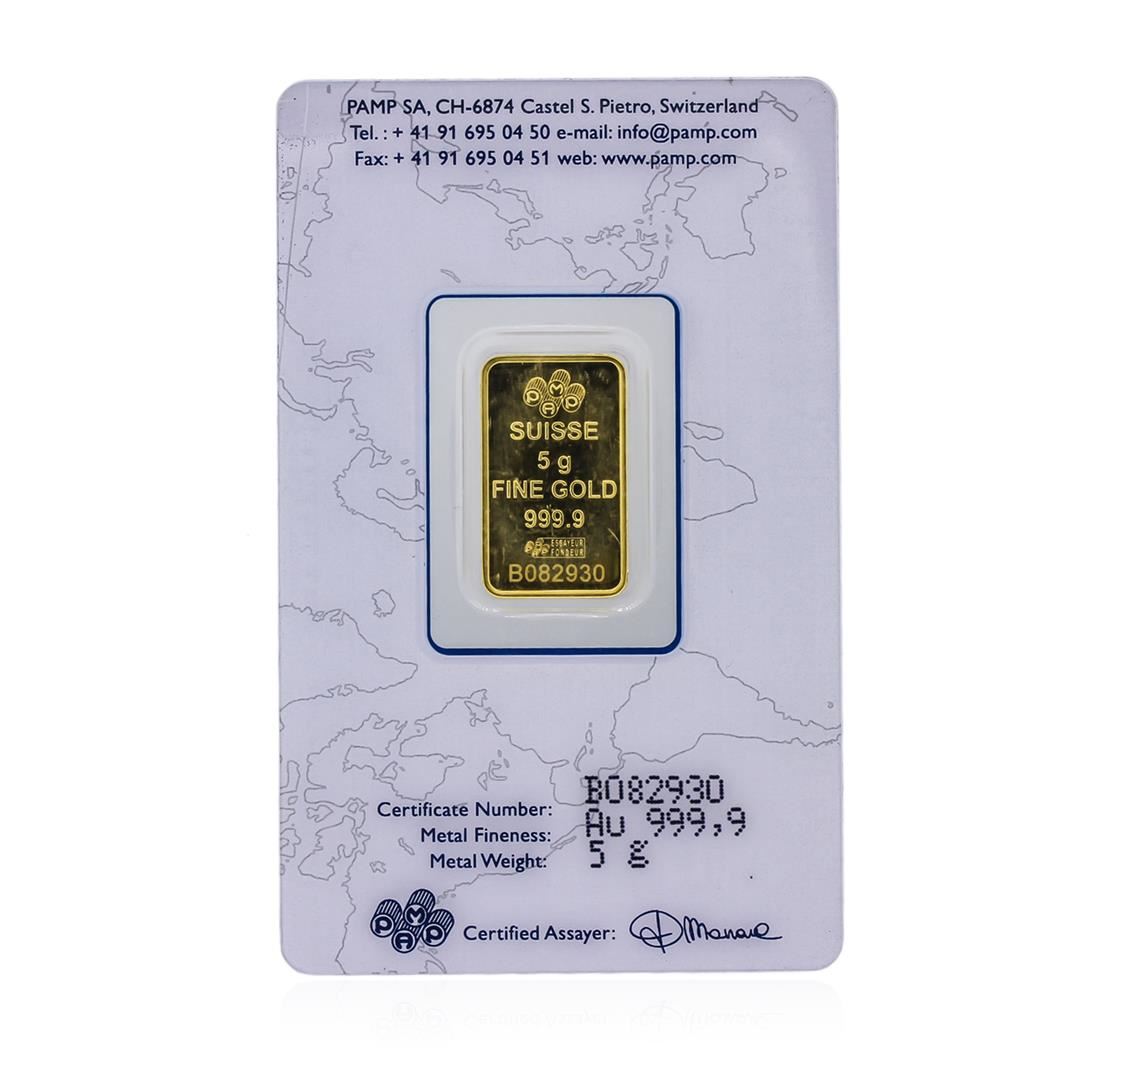 PAMP SA, CH-6874 Castel S. Pietro, Switzerland
Tel. : + 41 91 695 04 50 e-mail: info@pamp.com
Fax: + 41 91 695 04 51 web: www.pamp.com
PAMP
SUISSE
5 g
FINE GOLD
999.9
PAMP ESSAYEUR
FONDEUR
B082930
Certificate Number: B082930
Metal Fineness: Au 999,9
Metal Weight: 5 g
PAMP Certified Assayer: